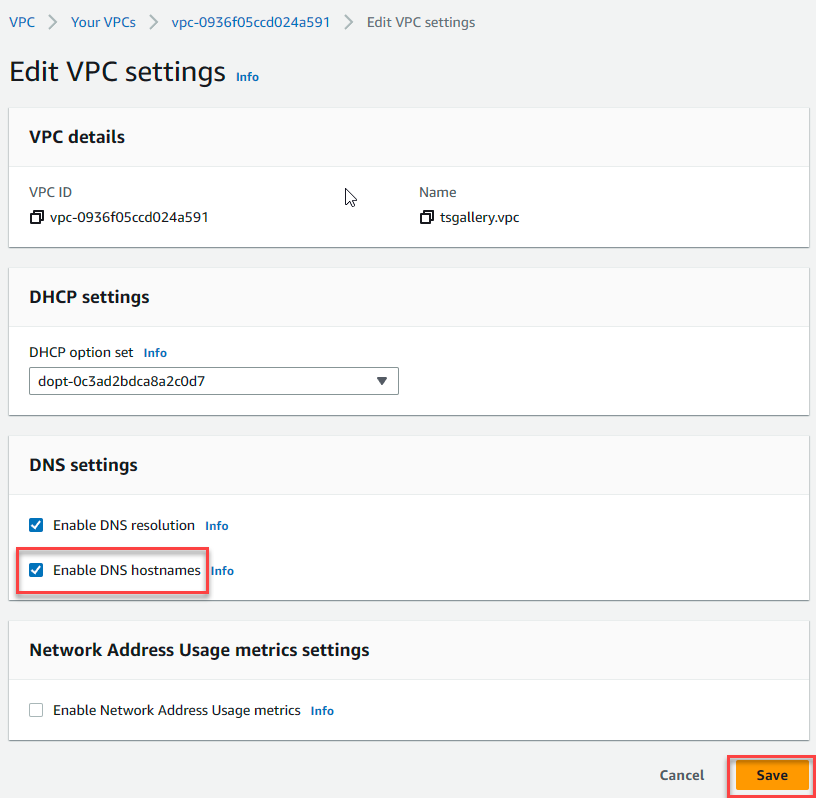 VPC > Your VPCs > vpc-0936f05ccd024a591 > Edit VPC settings
Edit VPC settings Info
VPC details
VPC ID Name
vpc-0936f05ccd024a591 tsgallery.vpc
DHCP settings
DHCP option set Info
dopt-0c3ad2bdca8a2c0d7
DNS settings
Enable DNS resolution Info
Enable DNS hostnames Info
Network Address Usage metrics settings
Enable Network Address Usage metrics Info
Cancel Save